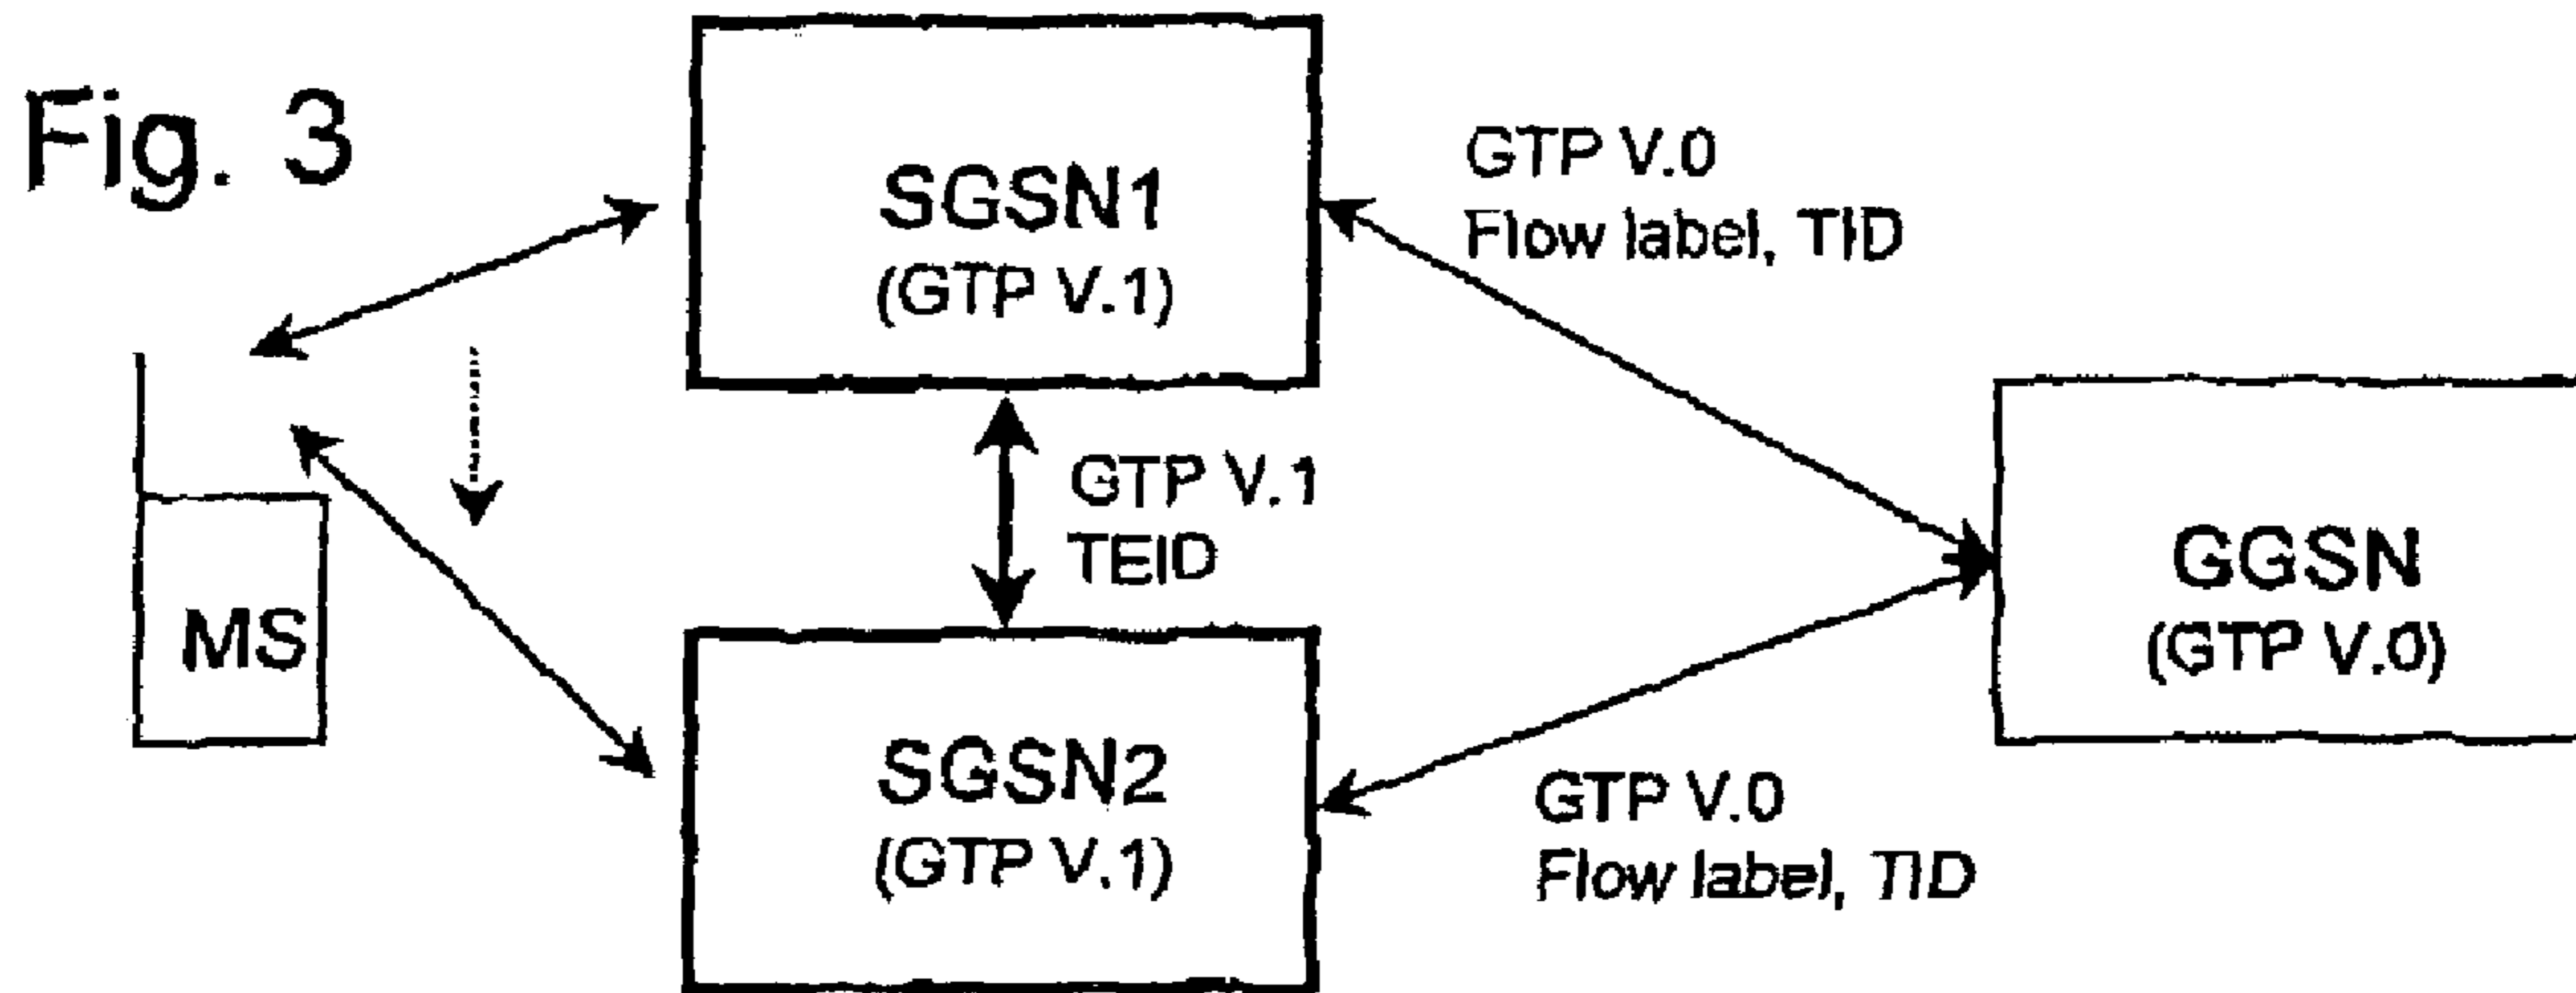 Fig. 3
SGSN1
(GTP V.1)
GTP V.0
Flow label, TID
GTP V.1
TEID
MS
GGSN
(GTP V.0)
SGSN2
(GTP V.1)
GTP V.0
Flow label, TID